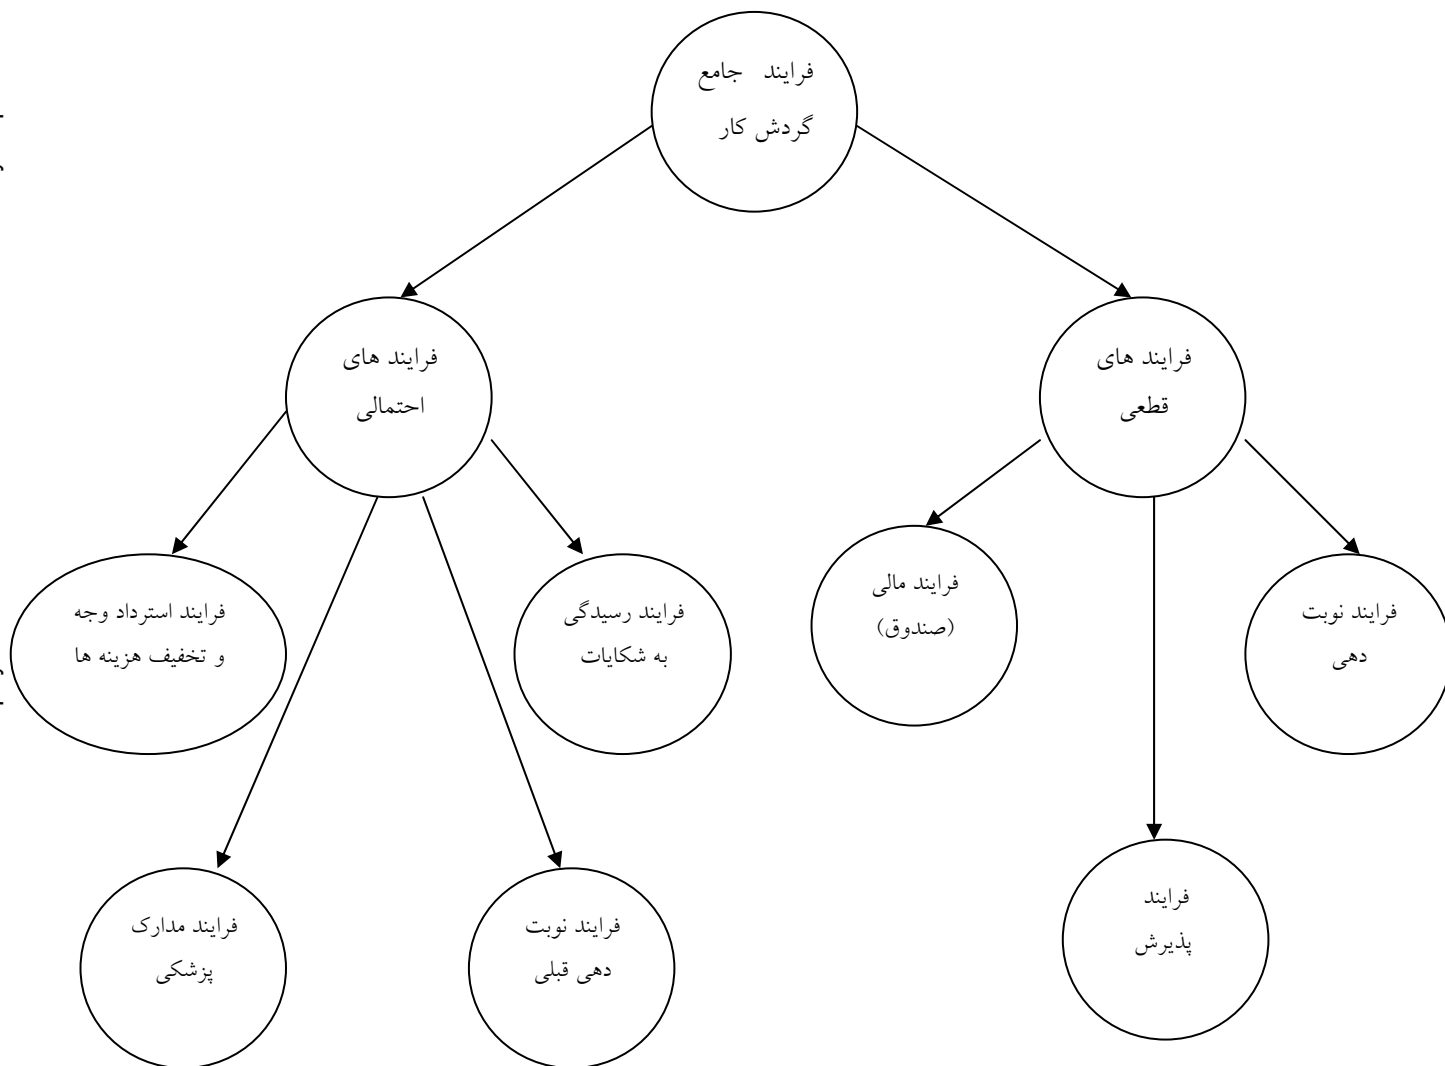 فرایند جامع
گردش کار
فرایند های
قطعی
فرایند های
احتمالی
فرایند نوبت
دهی
فرایند مالی
(صندوق)
فرایند
پذیرش
فرایند رسیدگی
به شکایات
فرایند استرداد وجه
و تخفیف هزینه ها
فرایند نوبت
دهی قبلی
فرایند مدارک
پزشکی